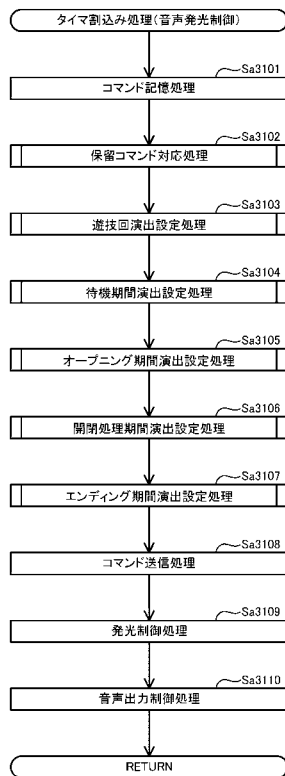 タイマ割込み処理(音声発光制御)
Sa3101
コマンド記憶処理
Sa3102
保留コマンド対応処理
Sa3103
遊技回演出設定処理
Sa3104
待機期間演出設定処理
Sa3105
オープニング期間演出設定処理
Sa3106
開閉処理期間演出設定処理
Sa3107
エンディング期間演出設定処理
Sa3108
コマンド送信処理
Sa3109
発光制御処理
Sa3110
音声出力制御処理
RETURN